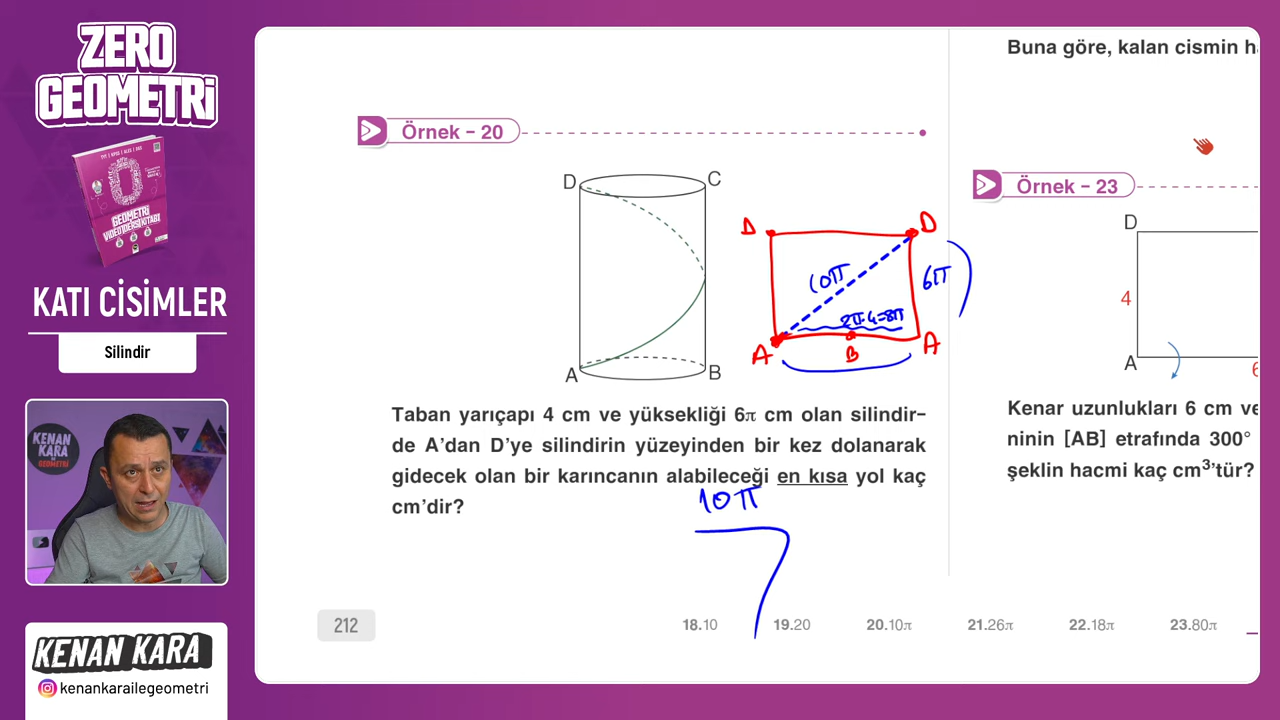 ZERO
GEOMETRİ
GEOMETRİ
VİDEO DERS KİTABI
KATI CİSİMLER
Silindir
KENAN
KARA
GEOMETRİ
KENAN KARA
kenankarailegeometri
Örnek - 20
D
C
A
B
D
D
10π
6π
2π.4=8π
A
B
A
Taban yarıçapı 4 cm ve yüksekliği 6π cm olan silindir-
de A'dan D'ye silindirin yüzeyinden bir kez dolanarak
gidecek olan bir karıncanın alabileceği en kısa yol kaç
cm'dir?
10π
212
18.10
19.20
20.10π
21.26π
22.18π
23.80π
Buna göre, kalan cismin h
Örnek - 23
D
4
A
6
Kenar uzunlukları 6 cm ve
ninin [AB] etrafında 300°
şeklin hacmi kaç cm³'tür?